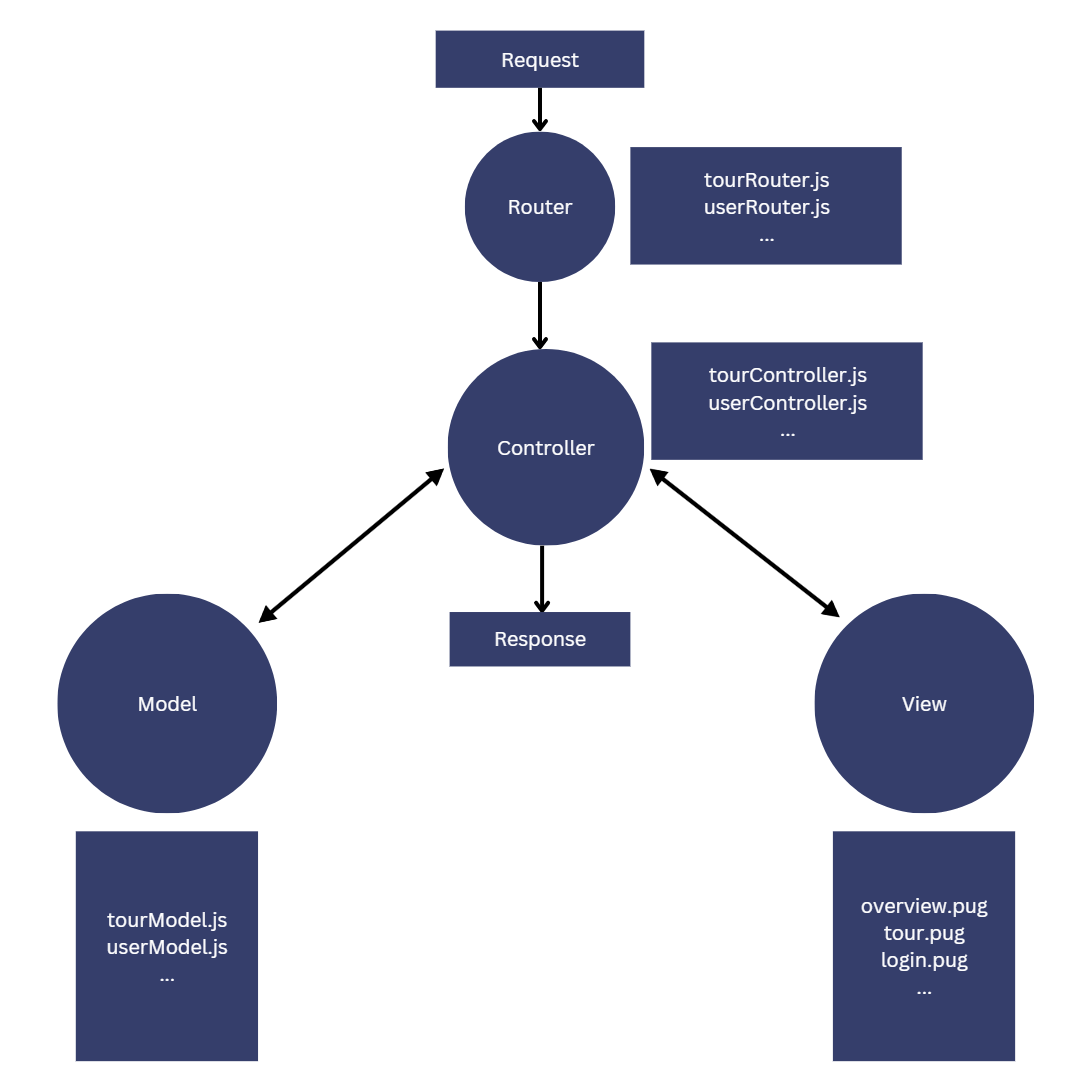 Request
Router
tourRouter.js
userRouter.js
...
tourController.js
userController.js
...
Controller
Response
Model
View
tourModel.js
userModel.js
...
overview.pug
tour.pug
login.pug
...